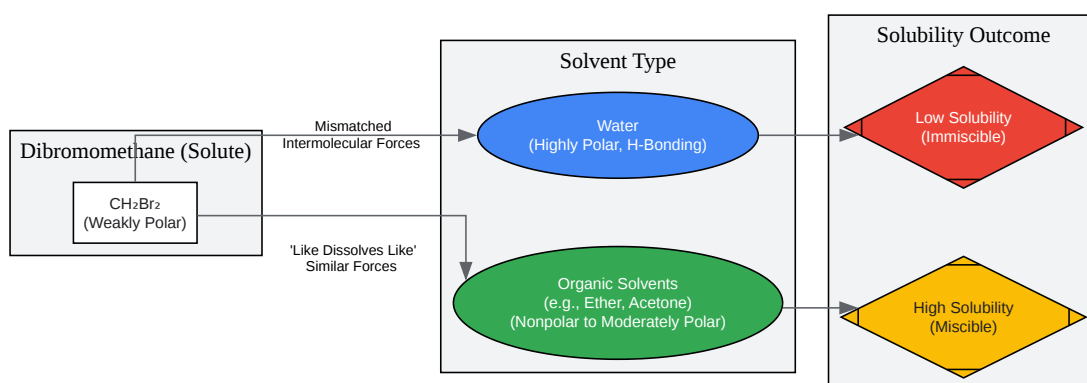 Dibromomethane (Solute)
CH₂Br₂
(Weakly Polar)
Mismatched
Intermolecular Forces
'Like Dissolves Like'
Similar Forces
Solvent Type
Water
(Highly Polar, H-Bonding)
Organic Solvents
(e.g., Ether, Acetone)
(Nonpolar to Moderately Polar)
Solubility Outcome
Low Solubility
(Immiscible)
High Solubility
(Miscible)